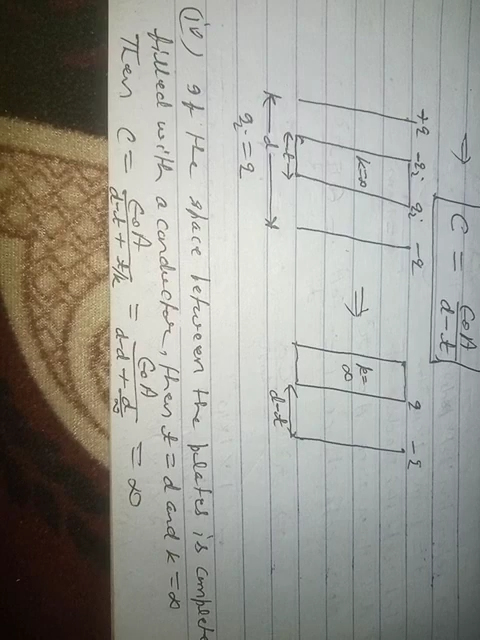 ⇒ C = ε₀A / d-t
+q -qi qi -q
k=∞
⇒
q -q
k=
∞
t
d
d-t
qi = q
(iv) If the space between the plates is complete
filled with a conductor, then t = d and k = ∞
Then C = ε₀A / d-t + t/k = ε₀A / d-d + d/∞ = ∞